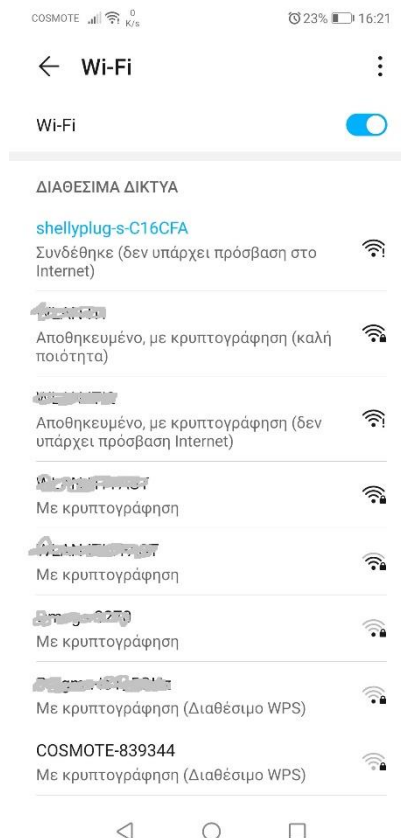 COSMOTE 0 K/s 23% 16:21
Wi-Fi
Wi-Fi
ΔΙΑΘΕΣΙΜΑ ΔΙΚΤΥΑ
shellyplug-s-C16CFA
Συνδέθηκε (δεν υπάρχει πρόσβαση στο
Internet)
Αποθηκευμένο, με κρυπτογράφηση (καλή
ποιότητα)
Αποθηκευμένο, με κρυπτογράφηση (δεν
υπάρχει πρόσβαση Internet)
Με κρυπτογράφηση
Με κρυπτογράφηση
Με κρυπτογράφηση
Με κρυπτογράφηση (Διαθέσιμο WPS)
COSMOTE-839344
Με κρυπτογράφηση (Διαθέσιμο WPS)